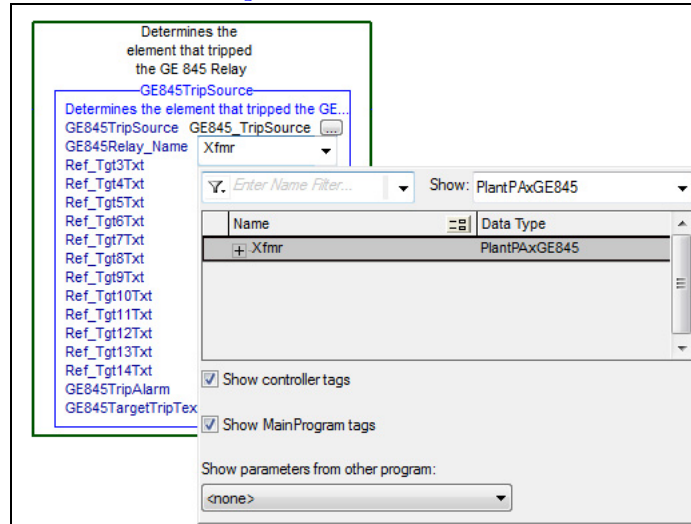 Determines the
element that tripped
the GE 845 Relay
GE845TripSource
Determines the element that tripped the GE...
GE845TripSource GE845_TripSource ...
GE845Relay_Name Xfmr
Ref_Tgt3Txt
Ref_Tgt4Txt
Ref_Tgt5Txt
Ref_Tgt6Txt
Ref_Tgt7Txt
Ref_Tgt8Txt
Ref_Tgt9Txt
Ref_Tgt10Txt
Ref_Tgt11Txt
Ref_Tgt12Txt
Ref_Tgt13Txt
Ref_Tgt14Txt
GE845TripAlarm
GE845TargetTripTex
Enter Name Filter... Show: PlantPAxGE845
Name Data Type
Xfmr PlantPAxGE845
Show controller tags
Show MainProgram tags
Show parameters from other program:
<none>